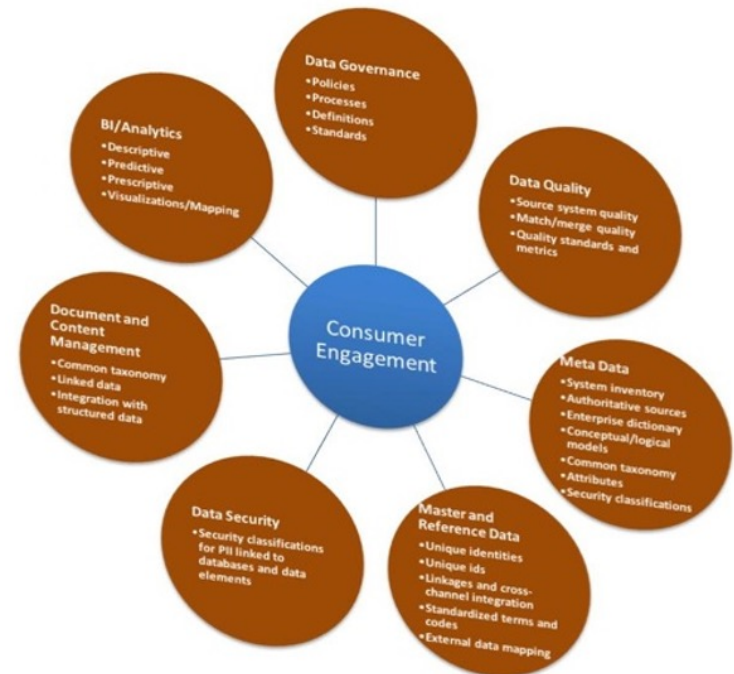 Data Governance
•Policies
•Processes
•Definitions
•Standards
BI/Analytics
•Descriptive
•Predictive
•Prescriptive
•Visualizations/Mapping
Data Quality
•Source system quality
•Match/merge quality
•Quality standards and
metrics
Consumer
Engagement
Document and
Content
Management
•Common taxonomy
•Linked data
•Integration with
structured data
Meta Data
•System inventory
•Authoritative sources
•Enterprise dictionary
•Conceptual/logical
models
•Common taxonomy
•Attributes
•Security classifications
Data Security
•Security classifications
for PII linked to
databases and data
elements
Master and
Reference Data
•Unique identities
•Unique ids
•Linkages and cross-
channel integration
•Standardized terms and
codes
•External data mapping